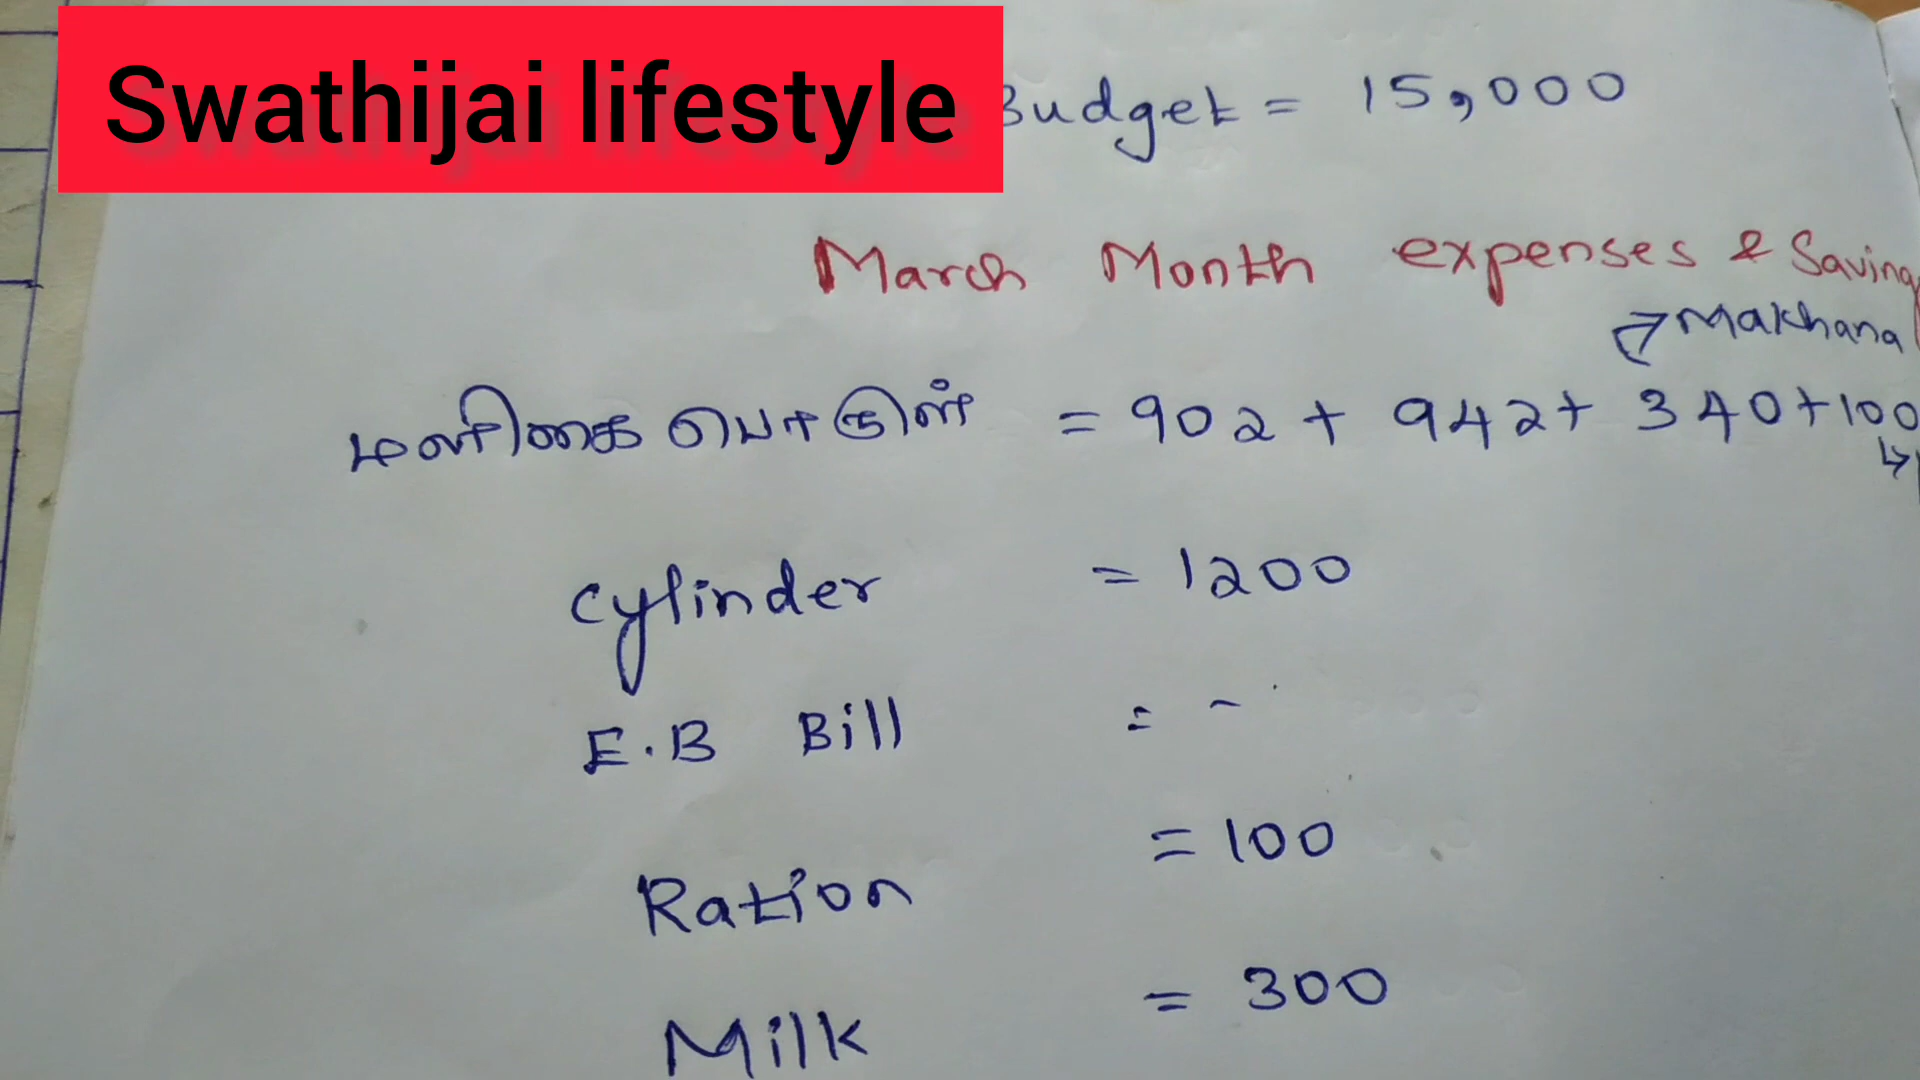 Swathijai lifestyle
Budget = 15,000
March Month expenses & Saving
Makhana
மளிகை பொருள் = 902 + 942 + 340 + 100
Cylinder = 1200
E.B Bill = -
Ration = 100
Milk = 300